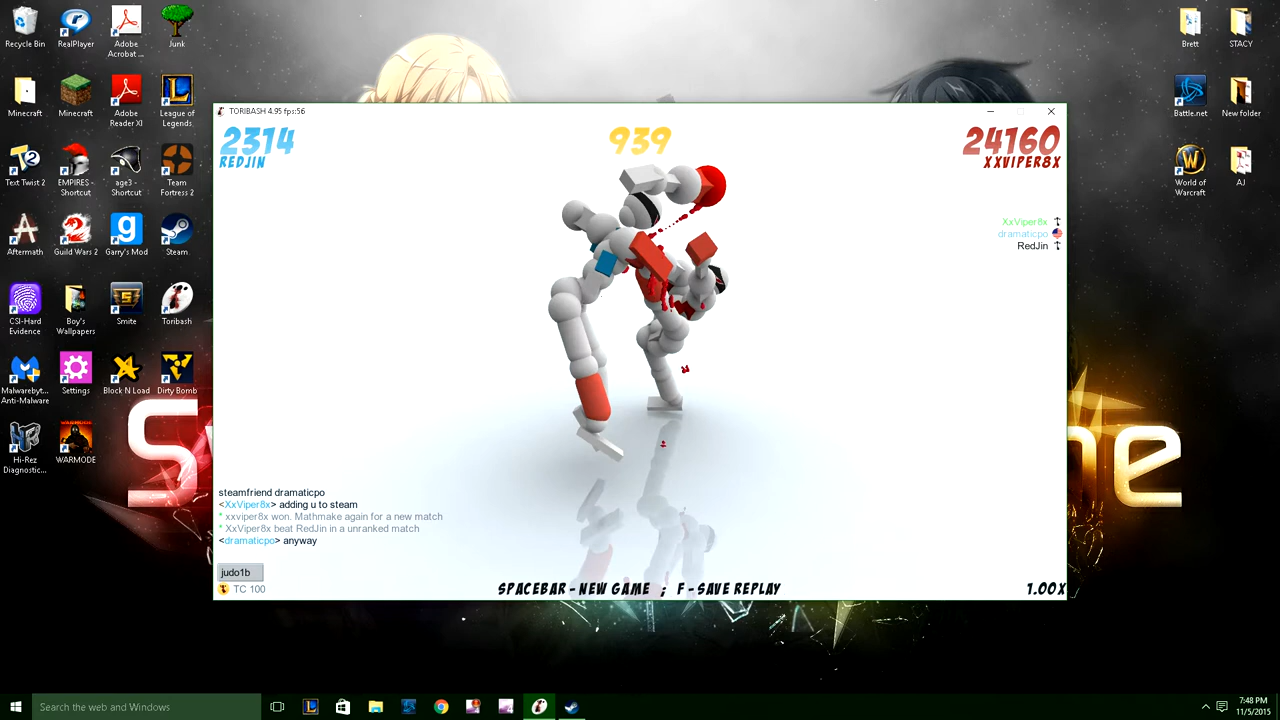 Recycle Bin
RealPlayer
Adobe
Acrobat ...
Junk
Minecraft
Minecraft
Adobe
Reader XI
League of
Legends
Text Twist 2
EMPIRES -
Shortcut
age3 -
Shortcut
Team
Fortress 2
Aftermath
Guild Wars 2
Garry's Mod
Steam
CSI-Hard
Evidence
Boy's
Wallpapers
Smite
Toribash
Malwarebyt...
Anti-Malware
Settings
Block N Load
Dirty Bomb
Hi-Rez
Diagnostic...
WARMODE
Brett
STACY
Battle.net
New folder
World of
Warcraft
AJ
TORIBASH 4.95 fps:56
2314
REDJIN
939
24160
XXVIPER8X
XxViper8x
dramaticpo
RedJin
steamfriend dramaticpo
<XxViper8x> adding u to steam
* xxviper8x won. Mathmake again for a new match
* XxViper8x beat RedJin in a unranked match
<dramaticpo> anyway
judo1b
TC 100
SPACEBAR - NEW GAME ; F - SAVE REPLAY
1.00X
Search the web and Windows
7:48 PM
11/5/2015